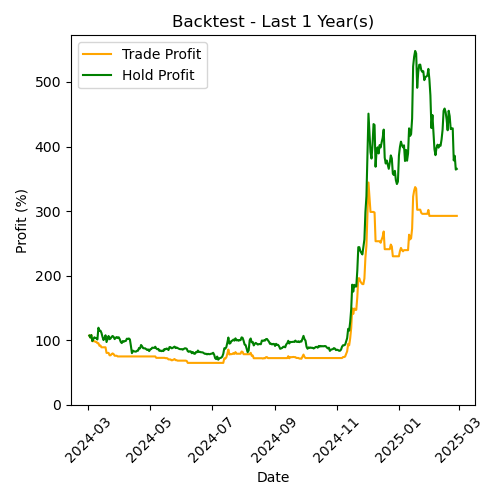 Backtest - Last 1 Year(s)
Trade Profit
Hold Profit
Profit (%)
500
400
300
200
100
0
2024-03
2024-05
2024-07
2024-09
2024-11
2025-01
2025-03
Date